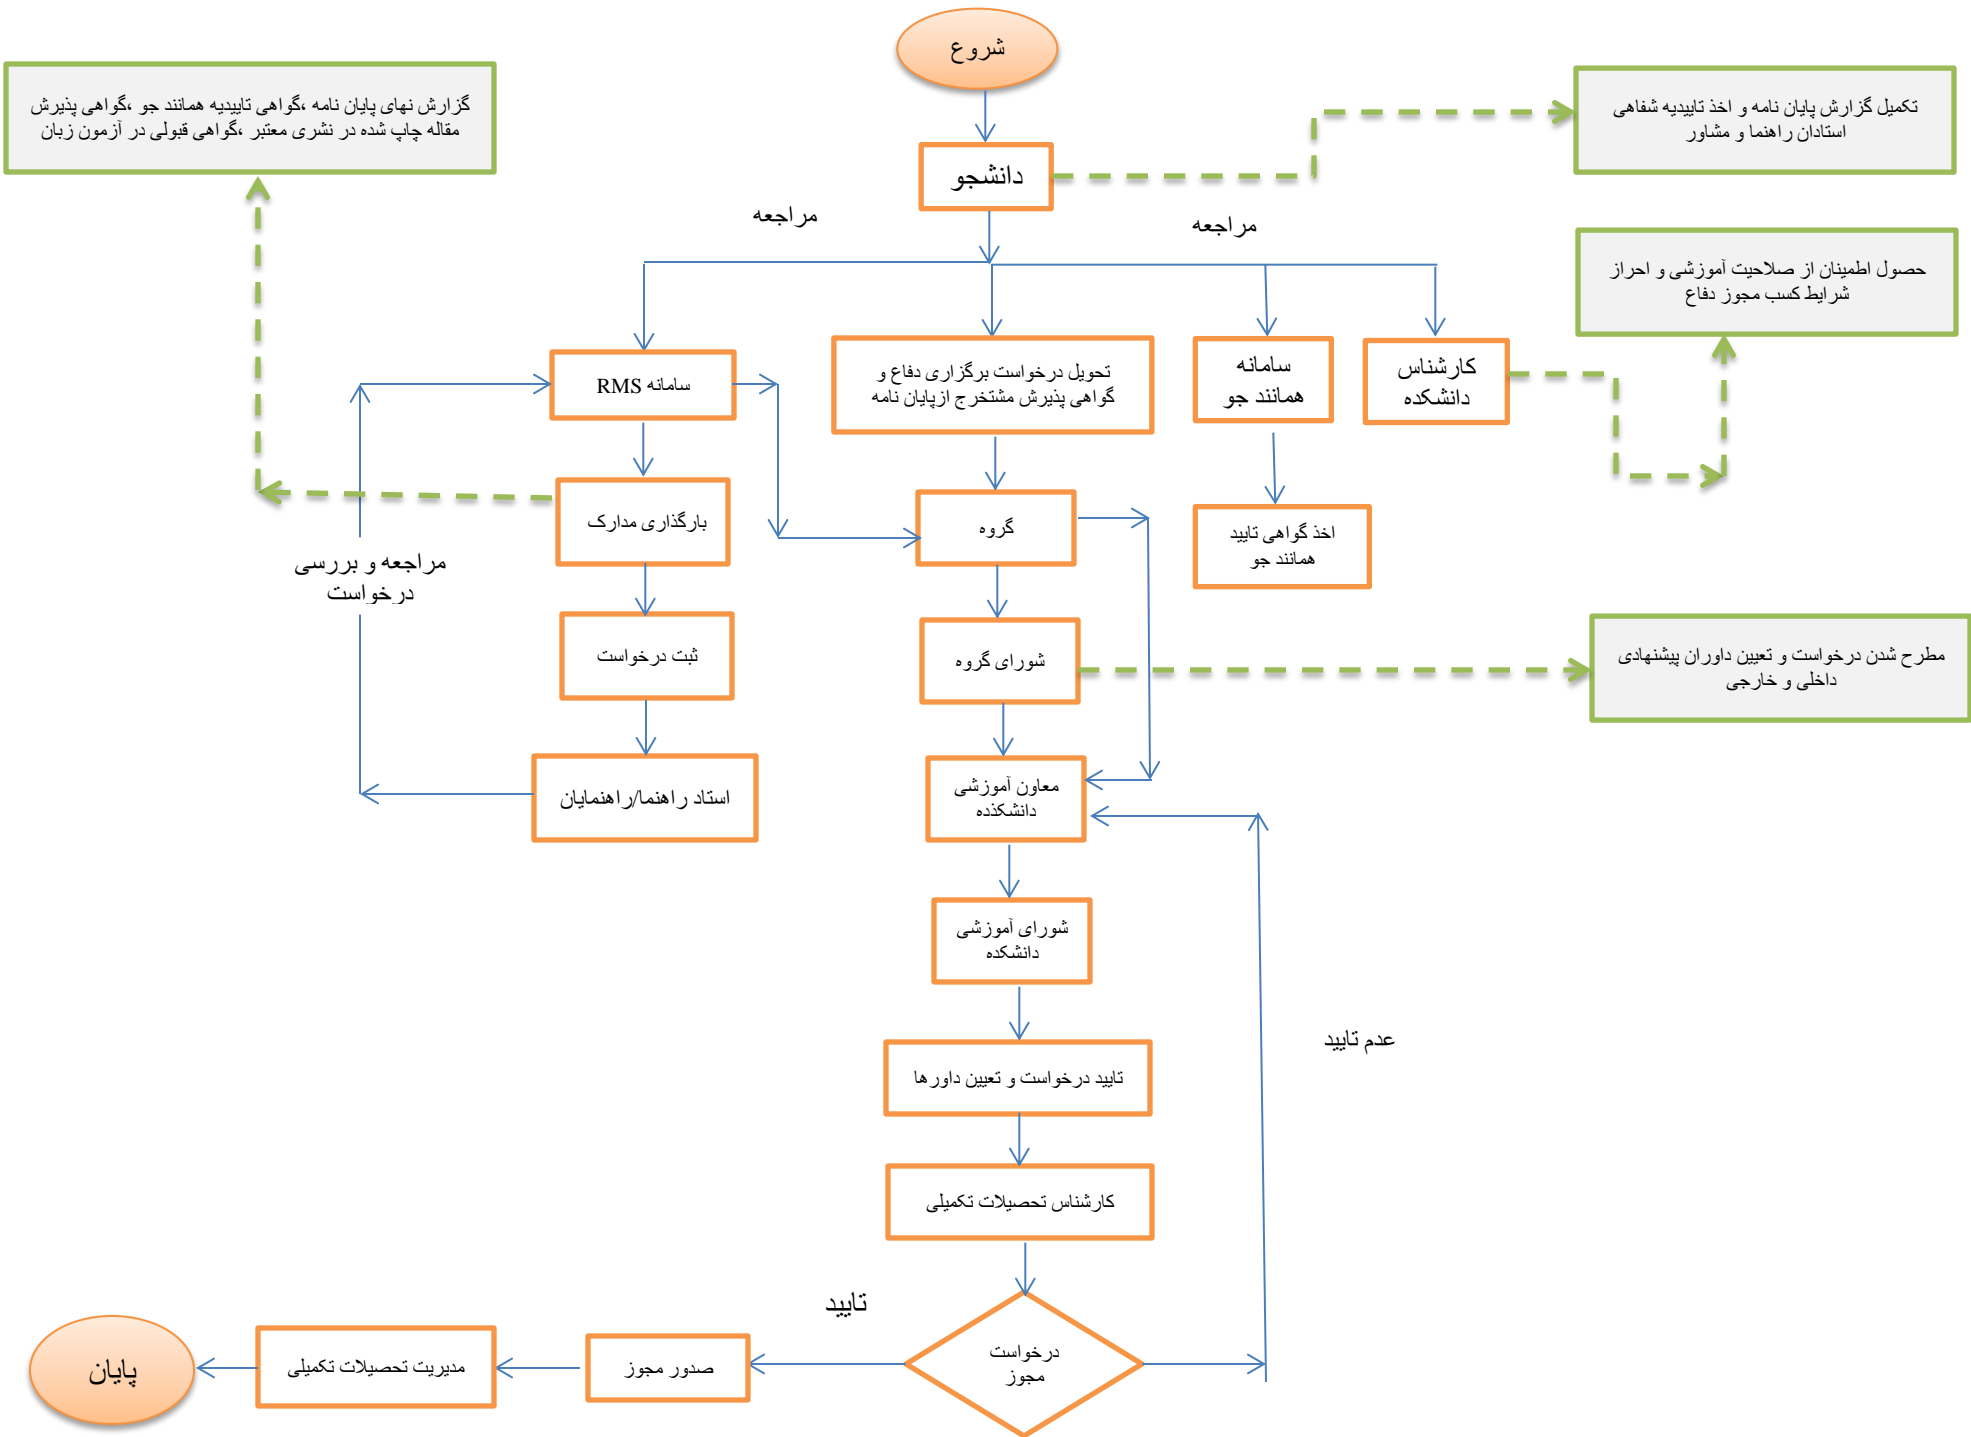 شروع
گزارش نهای پایان نامه ،گواهی تاییدیه همانند جو ،گواهی پذیرش
مقاله چاپ شده در نشری معتبر ،گواهی قبولی در آزمون زبان
تکمیل گزارش پایان نامه و اخذ تاییدیه شفاهی
استادان راهنما و مشاور
دانشجو
مراجعه
مراجعه
حصول اطمینان از صلاحیت آموزشی و احراز
شرایط کسب مجوز دفاع
سامانه RMS
تحویل درخواست برگزاری دفاع و
گواهی پذیرش مشتخرج ازپایان نامه
سامانه
همانند جو
کارشناس
دانشکده
بارگذاری مدارک
گروه
اخذ گواهی تایید
همانند جو
مراجعه و بررسی
درخواست
ثبت درخواست
شورای گروه
مطرح شدن درخواست و تعیین داوران پیشنهادی
داخلی و خارجی
استاد راهنما/راهنمایان
معاون آموزشی
دانشکذده
شورای آموزشی
دانشکده
عدم تایید
تایید درخواست و تعیین داورها
کارشناس تحصیلات تکمیلی
تایید
درخواست
مجوز
صدور مجوز
مدیریت تحصیلات تکمیلی
پایان